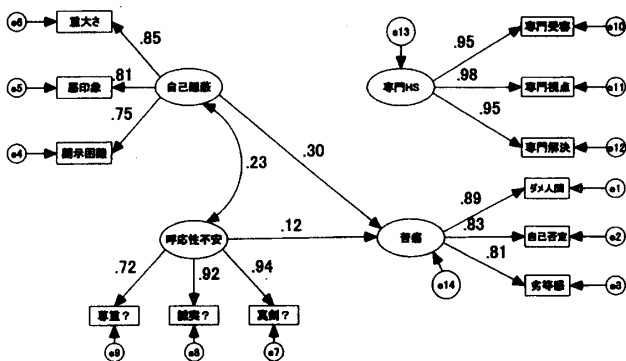 e6
重大さ
.85
e5
悪印象
.81
自己隠蔽
.75
e4
開示困難
e13
専門HS
.95
専門受容
e10
.98
専門視点
e11
.95
専門解決
e12
.23
.30
呼応性不安
.12
苦痛
.89
ダメ人間
e1
.83
自己否定
e2
.81
劣等感
e3
e14
.72
.92
.94
尊重?
誠実?
真剣?
e9
e8
e7